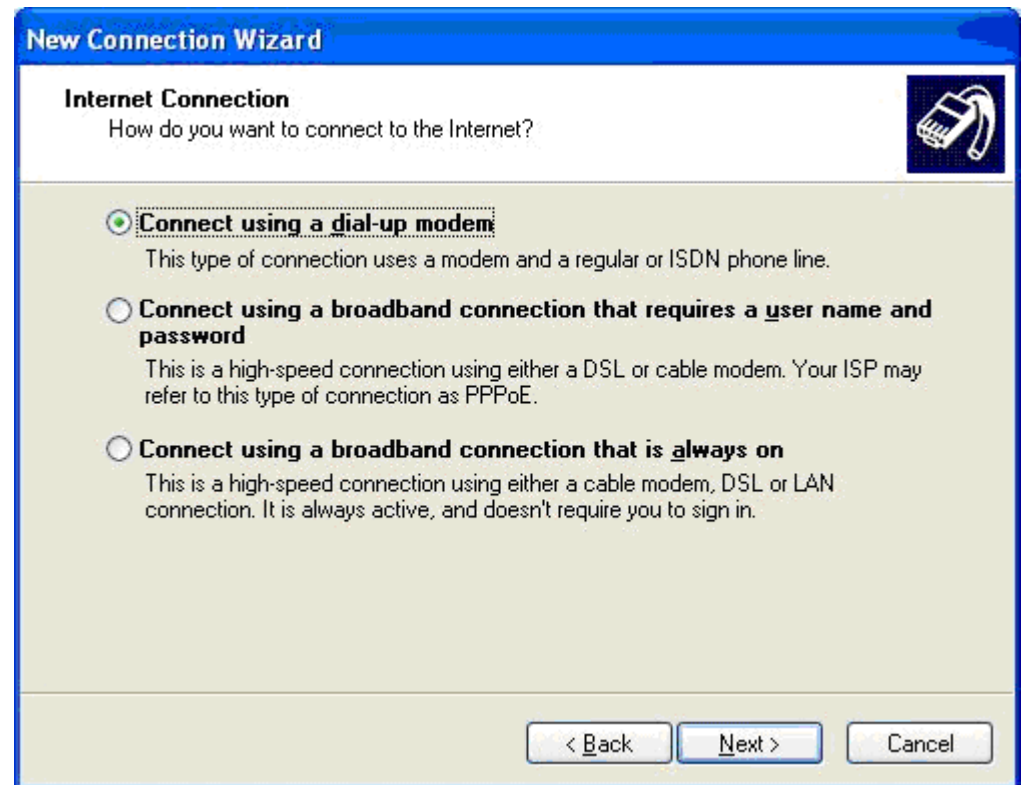 New Connection Wizard
Internet Connection
How do you want to connect to the Internet?
Connect using a dial-up modem
This type of connection uses a modem and a regular or ISDN phone line.
Connect using a broadband connection that requires a user name and
password
This is a high-speed connection using either a DSL or cable modem. Your ISP may
refer to this type of connection as PPPoE.
Connect using a broadband connection that is always on
This is a high-speed connection using either a cable modem, DSL or LAN
connection. It is always active, and doesn't require you to sign in.
< Back Next > Cancel